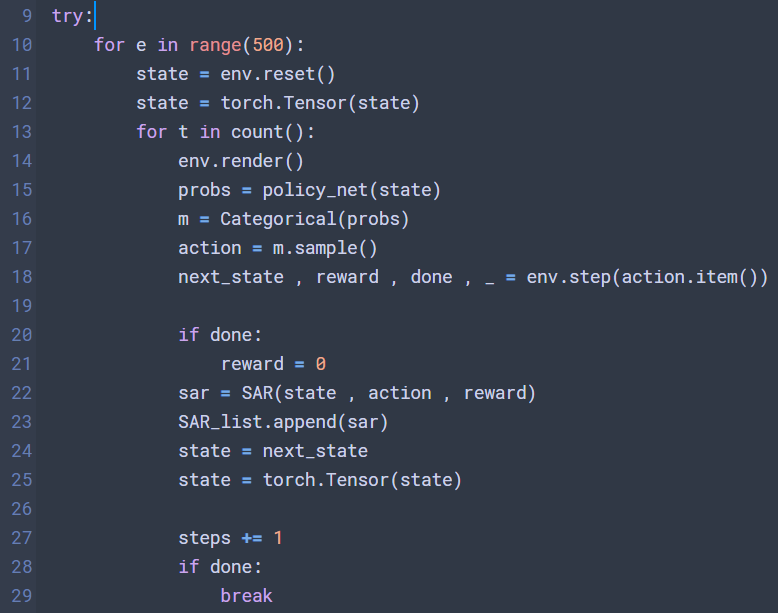 9 try:
10     for e in range(500):
11         state = env.reset()
12         state = torch.Tensor(state)
13         for t in count():
14             env.render()
15             probs = policy_net(state)
16             m = Categorical(probs)
17             action = m.sample()
18             next_state , reward , done , _ = env.step(action.item())
19
20             if done:
21                 reward = 0
22             sar = SAR(state , action , reward)
23             SAR_list.append(sar)
24             state = next_state
25             state = torch.Tensor(state)
26
27             steps += 1
28             if done:
29                 break